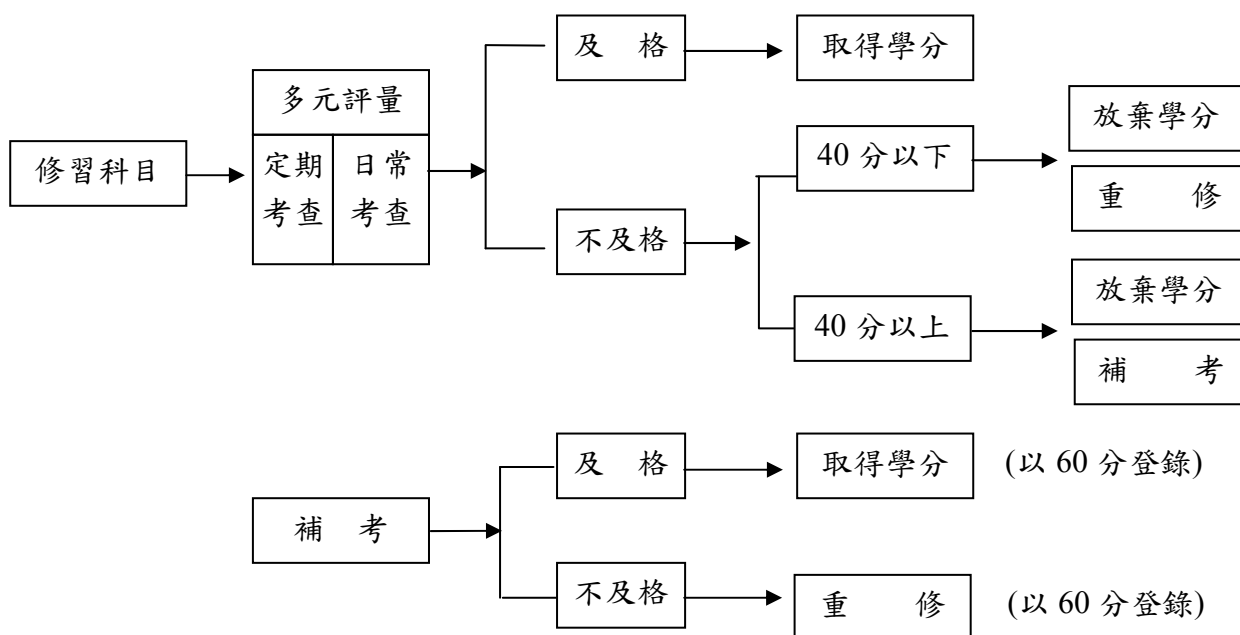 及 格
取得學分
多元評量
放棄學分
40 分以下
修習科目
定期
考查
日常
考查
重 修
不及格
放棄學分
40 分以上
補 考
及 格
取得學分
(以 60 分登錄)
補 考
不及格
重 修
(以 60 分登錄)